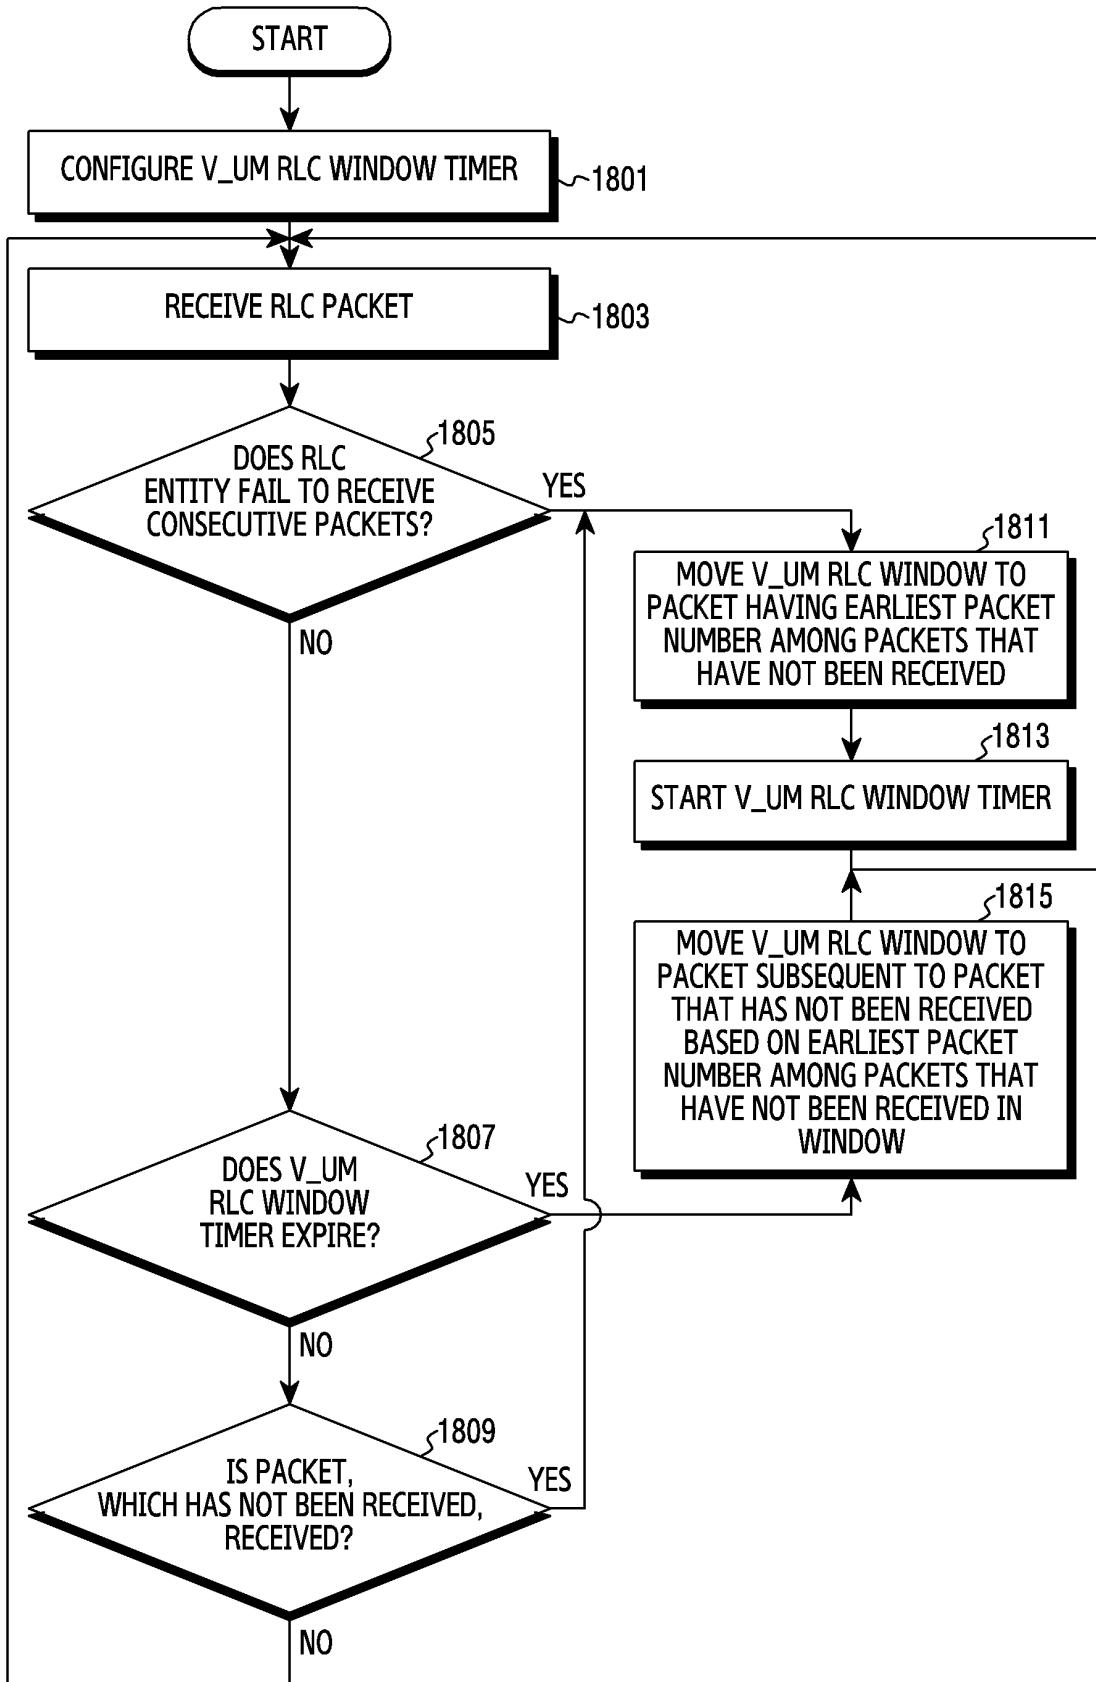 START
CONFIGURE V_UM RLC WINDOW TIMER
1801
RECEIVE RLC PACKET
1803
1805
DOES RLC
ENTITY FAIL TO RECEIVE
CONSECUTIVE PACKETS?
YES
NO
1811
MOVE V_UM RLC WINDOW TO
PACKET HAVING EARLIEST PACKET
NUMBER AMONG PACKETS THAT
HAVE NOT BEEN RECEIVED
1813
START V_UM RLC WINDOW TIMER
1815
MOVE V_UM RLC WINDOW TO
PACKET SUBSEQUENT TO PACKET
THAT HAS NOT BEEN RECEIVED
BASED ON EARLIEST PACKET
NUMBER AMONG PACKETS THAT
HAVE NOT BEEN RECEIVED IN
WINDOW
1807
DOES V_UM
RLC WINDOW
TIMER EXPIRE?
YES
NO
1809
IS PACKET,
WHICH HAS NOT BEEN RECEIVED,
RECEIVED?
YES
NO